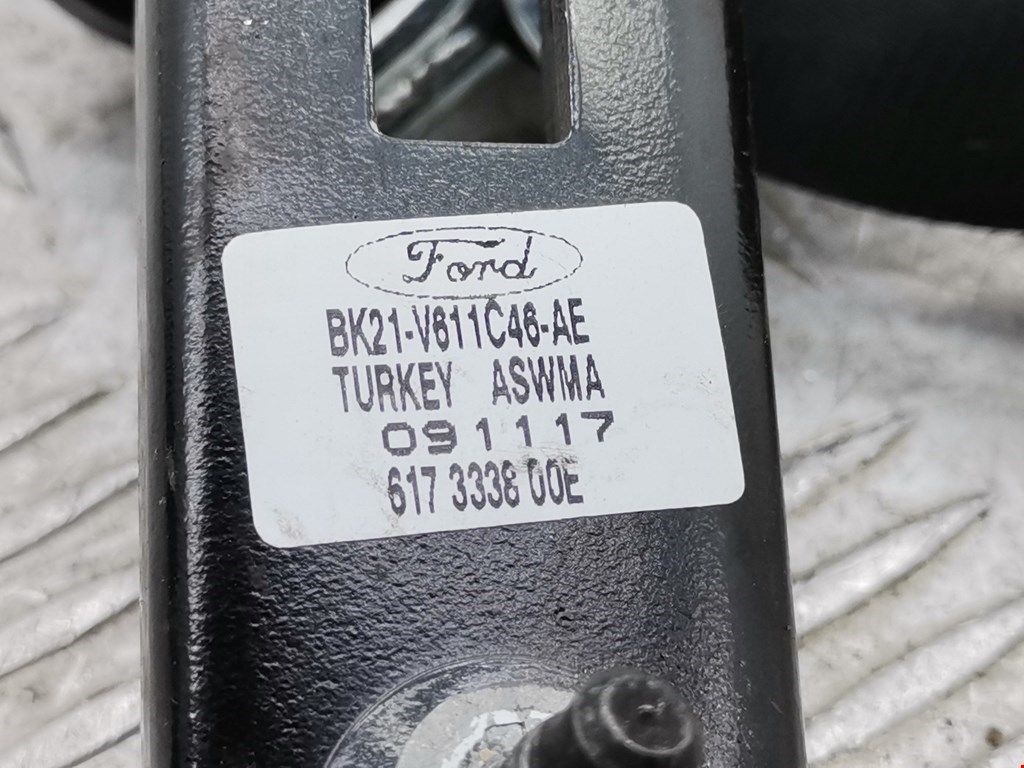 Ford
BK21-V611C46-AE
TURKEY ASWMA
091117
617 3338 00E